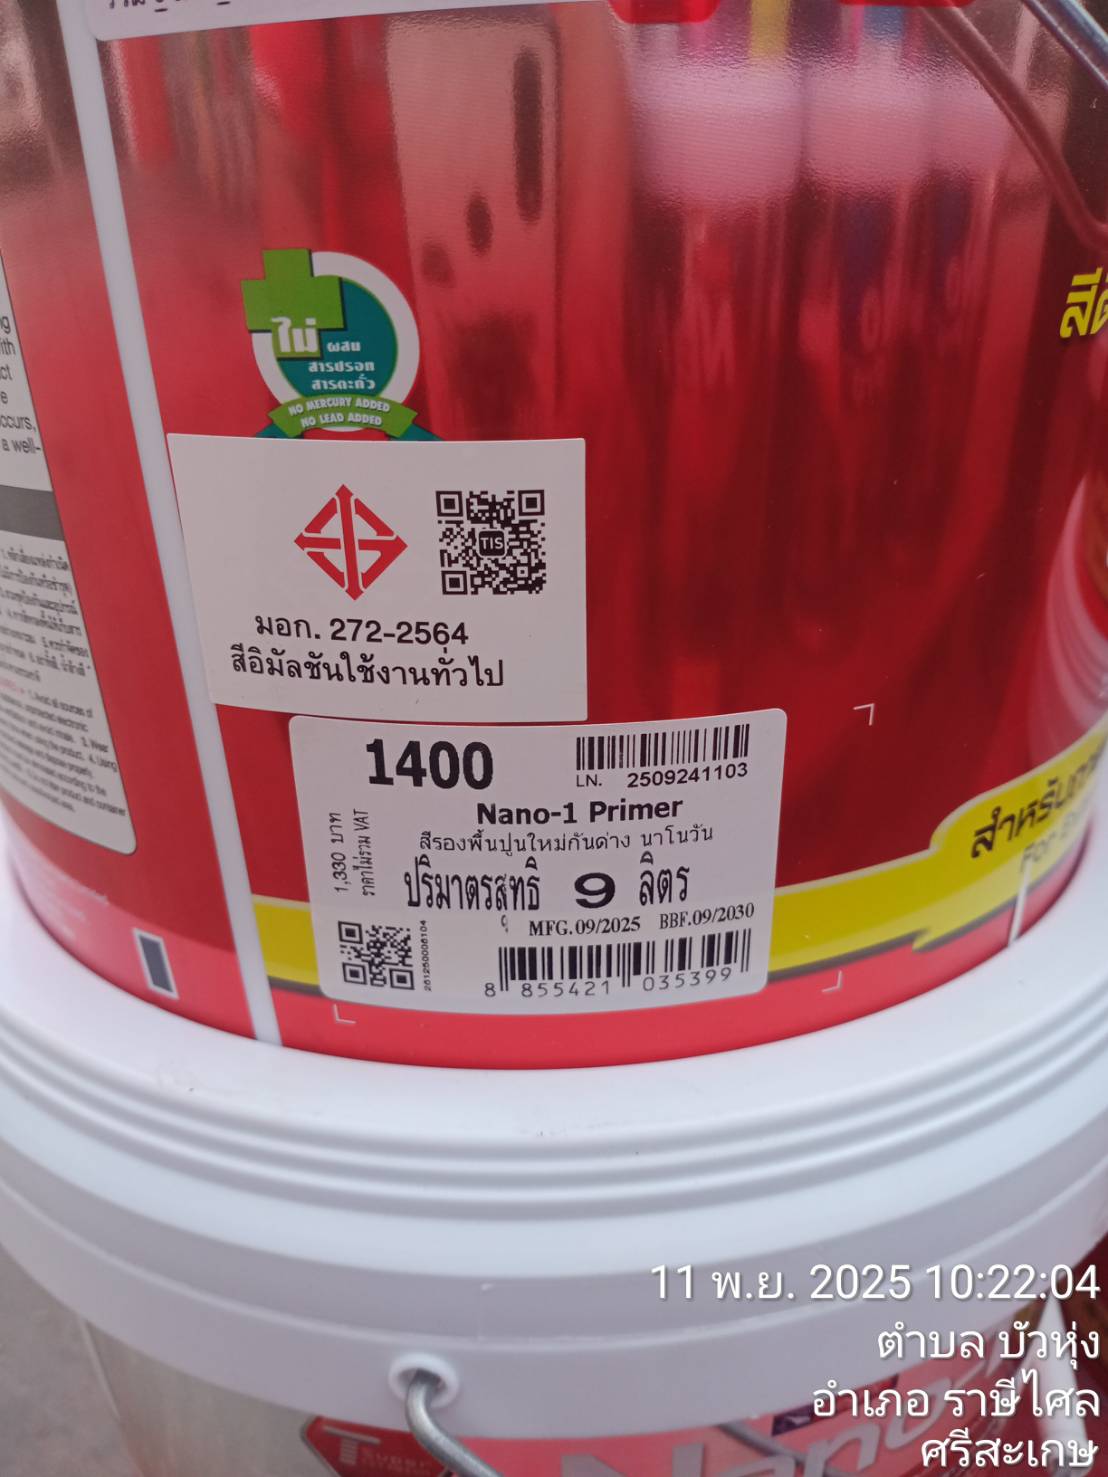 ไม่
ผสม
สารปรอท
สารตะกั่ว
NO MERCURY ADDED
NO LEAD ADDED
TIS
มอก. 272-2564
สีอิมัลชันใช้งานทั่วไป
1400
LN. 2509241103
Nano-1 Primer
สีรองพื้นปูนใหม่กันด่าง นาโนวัน
1,330 บาท
ราคาไม่รวม VAT
ปริมาตรสุทธิ 9 ลิตร
MFG.09/2025 BBF.09/2030
8 855421 035399
occurs,
a well-
สำหรับ
For
11 พ.ย. 2025 10:22:04
ตำบล บัวหุ่ง
อำเภอ ราษีไศล
ศรีสะเกษ